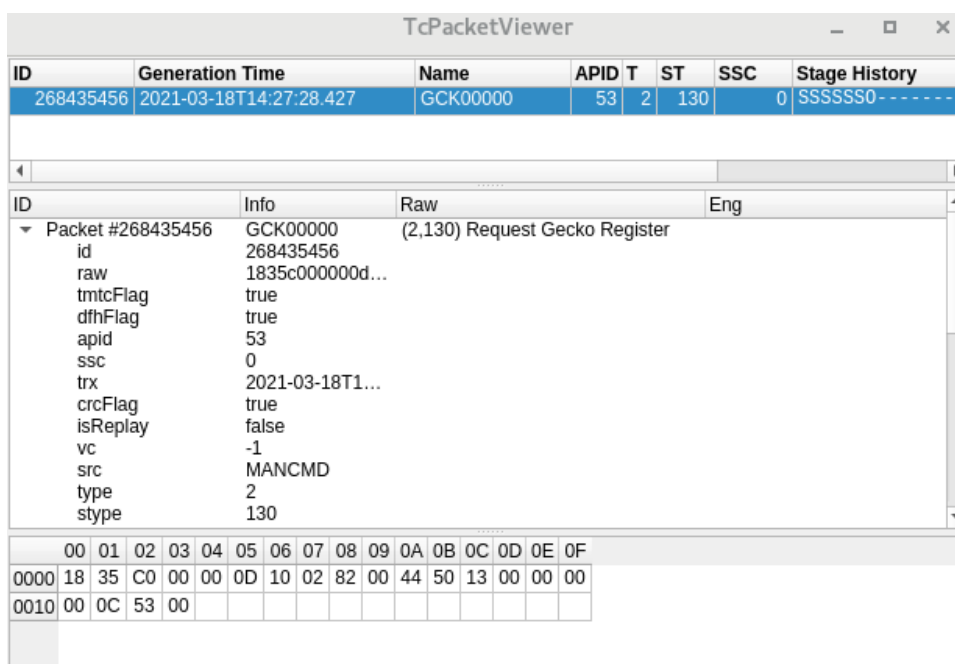 TcPacketViewer
ID Generation Time Name APID T ST SSC Stage History
268435456 2021-03-18T14:27:28.427 GCK00000 53 2 130 0 SSSSSS0-------
ID Info Raw Eng
Packet #268435456 GCK00000 (2,130) Request Gecko Register
id 268435456
raw 1835c000000d...
tmtcFlag true
dfhFlag true
apid 53
ssc 0
trx 2021-03-18T1...
crcFlag true
isReplay false
vc -1
src MANCMD
type 2
stype 130
00 01 02 03 04 05 06 07 08 09 0A 0B 0C 0D 0E 0F
0000 18 35 C0 00 00 0D 10 02 82 00 44 50 13 00 00 00
0010 00 0C 53 00